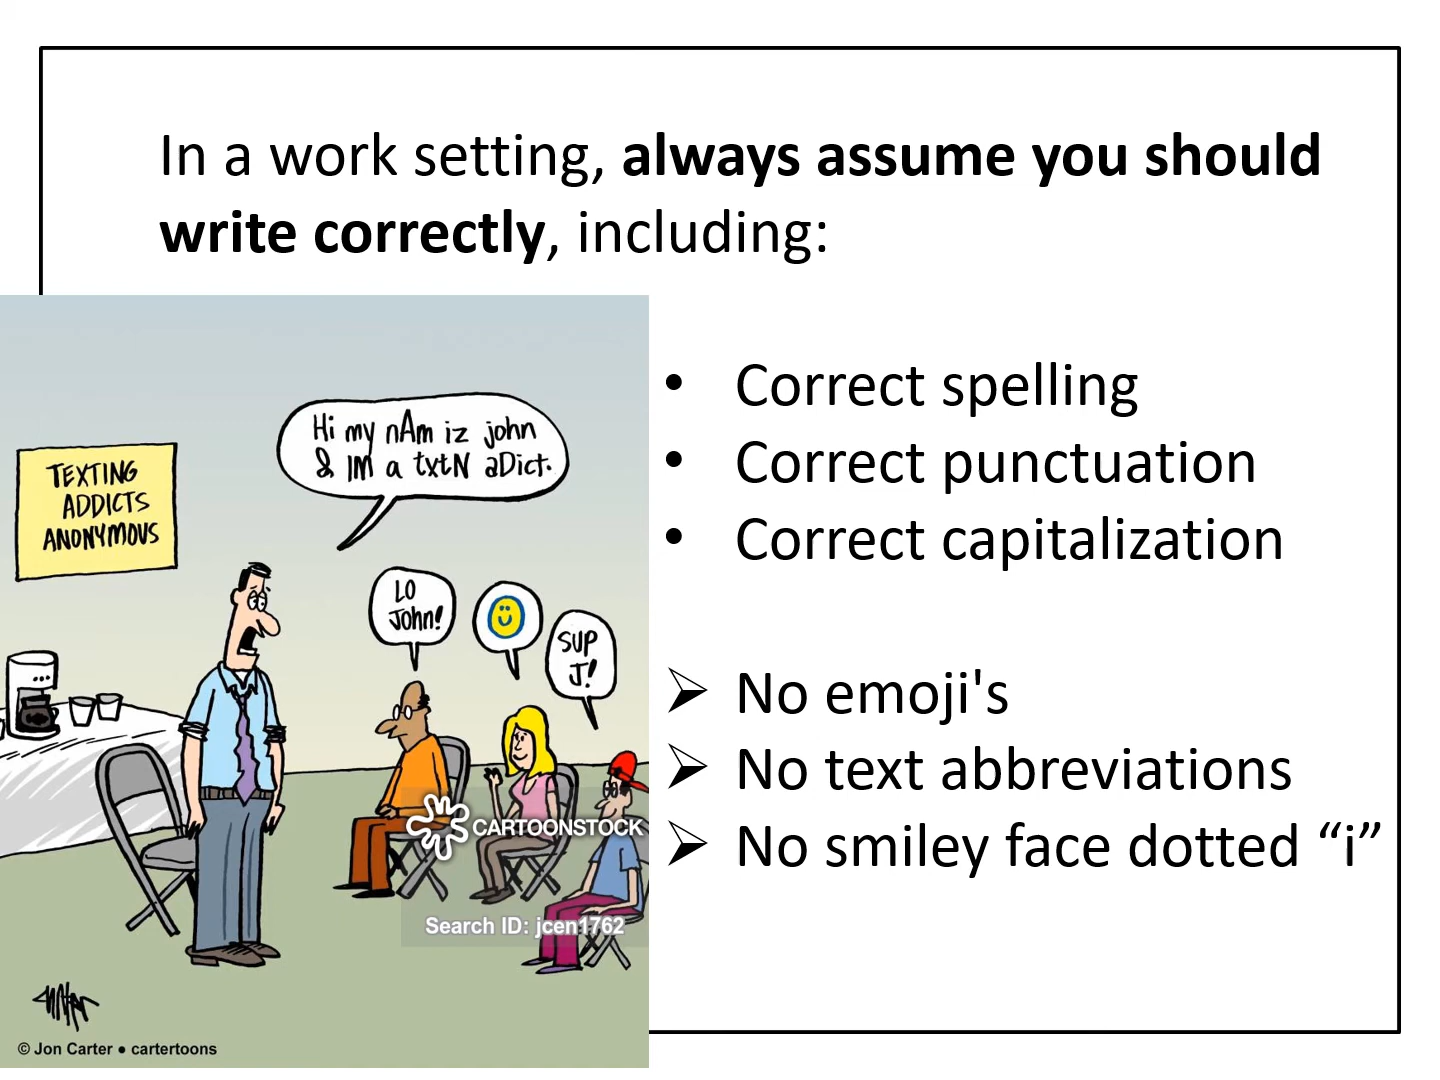 In a work setting, always assume you should
write correctly, including:
• Correct spelling
• Correct punctuation
• Correct capitalization
➢ No emoji's
➢ No text abbreviations
➢ No smiley face dotted “i”
Hi my nAm iz john
& IM a txtN aDict.
TEXTING
ADDICTS
ANONYMOUS
LO
John!
SUP
J!
CARTOONSTOCK
Search ID: jcen1762
© Jon Carter ● cartertoons